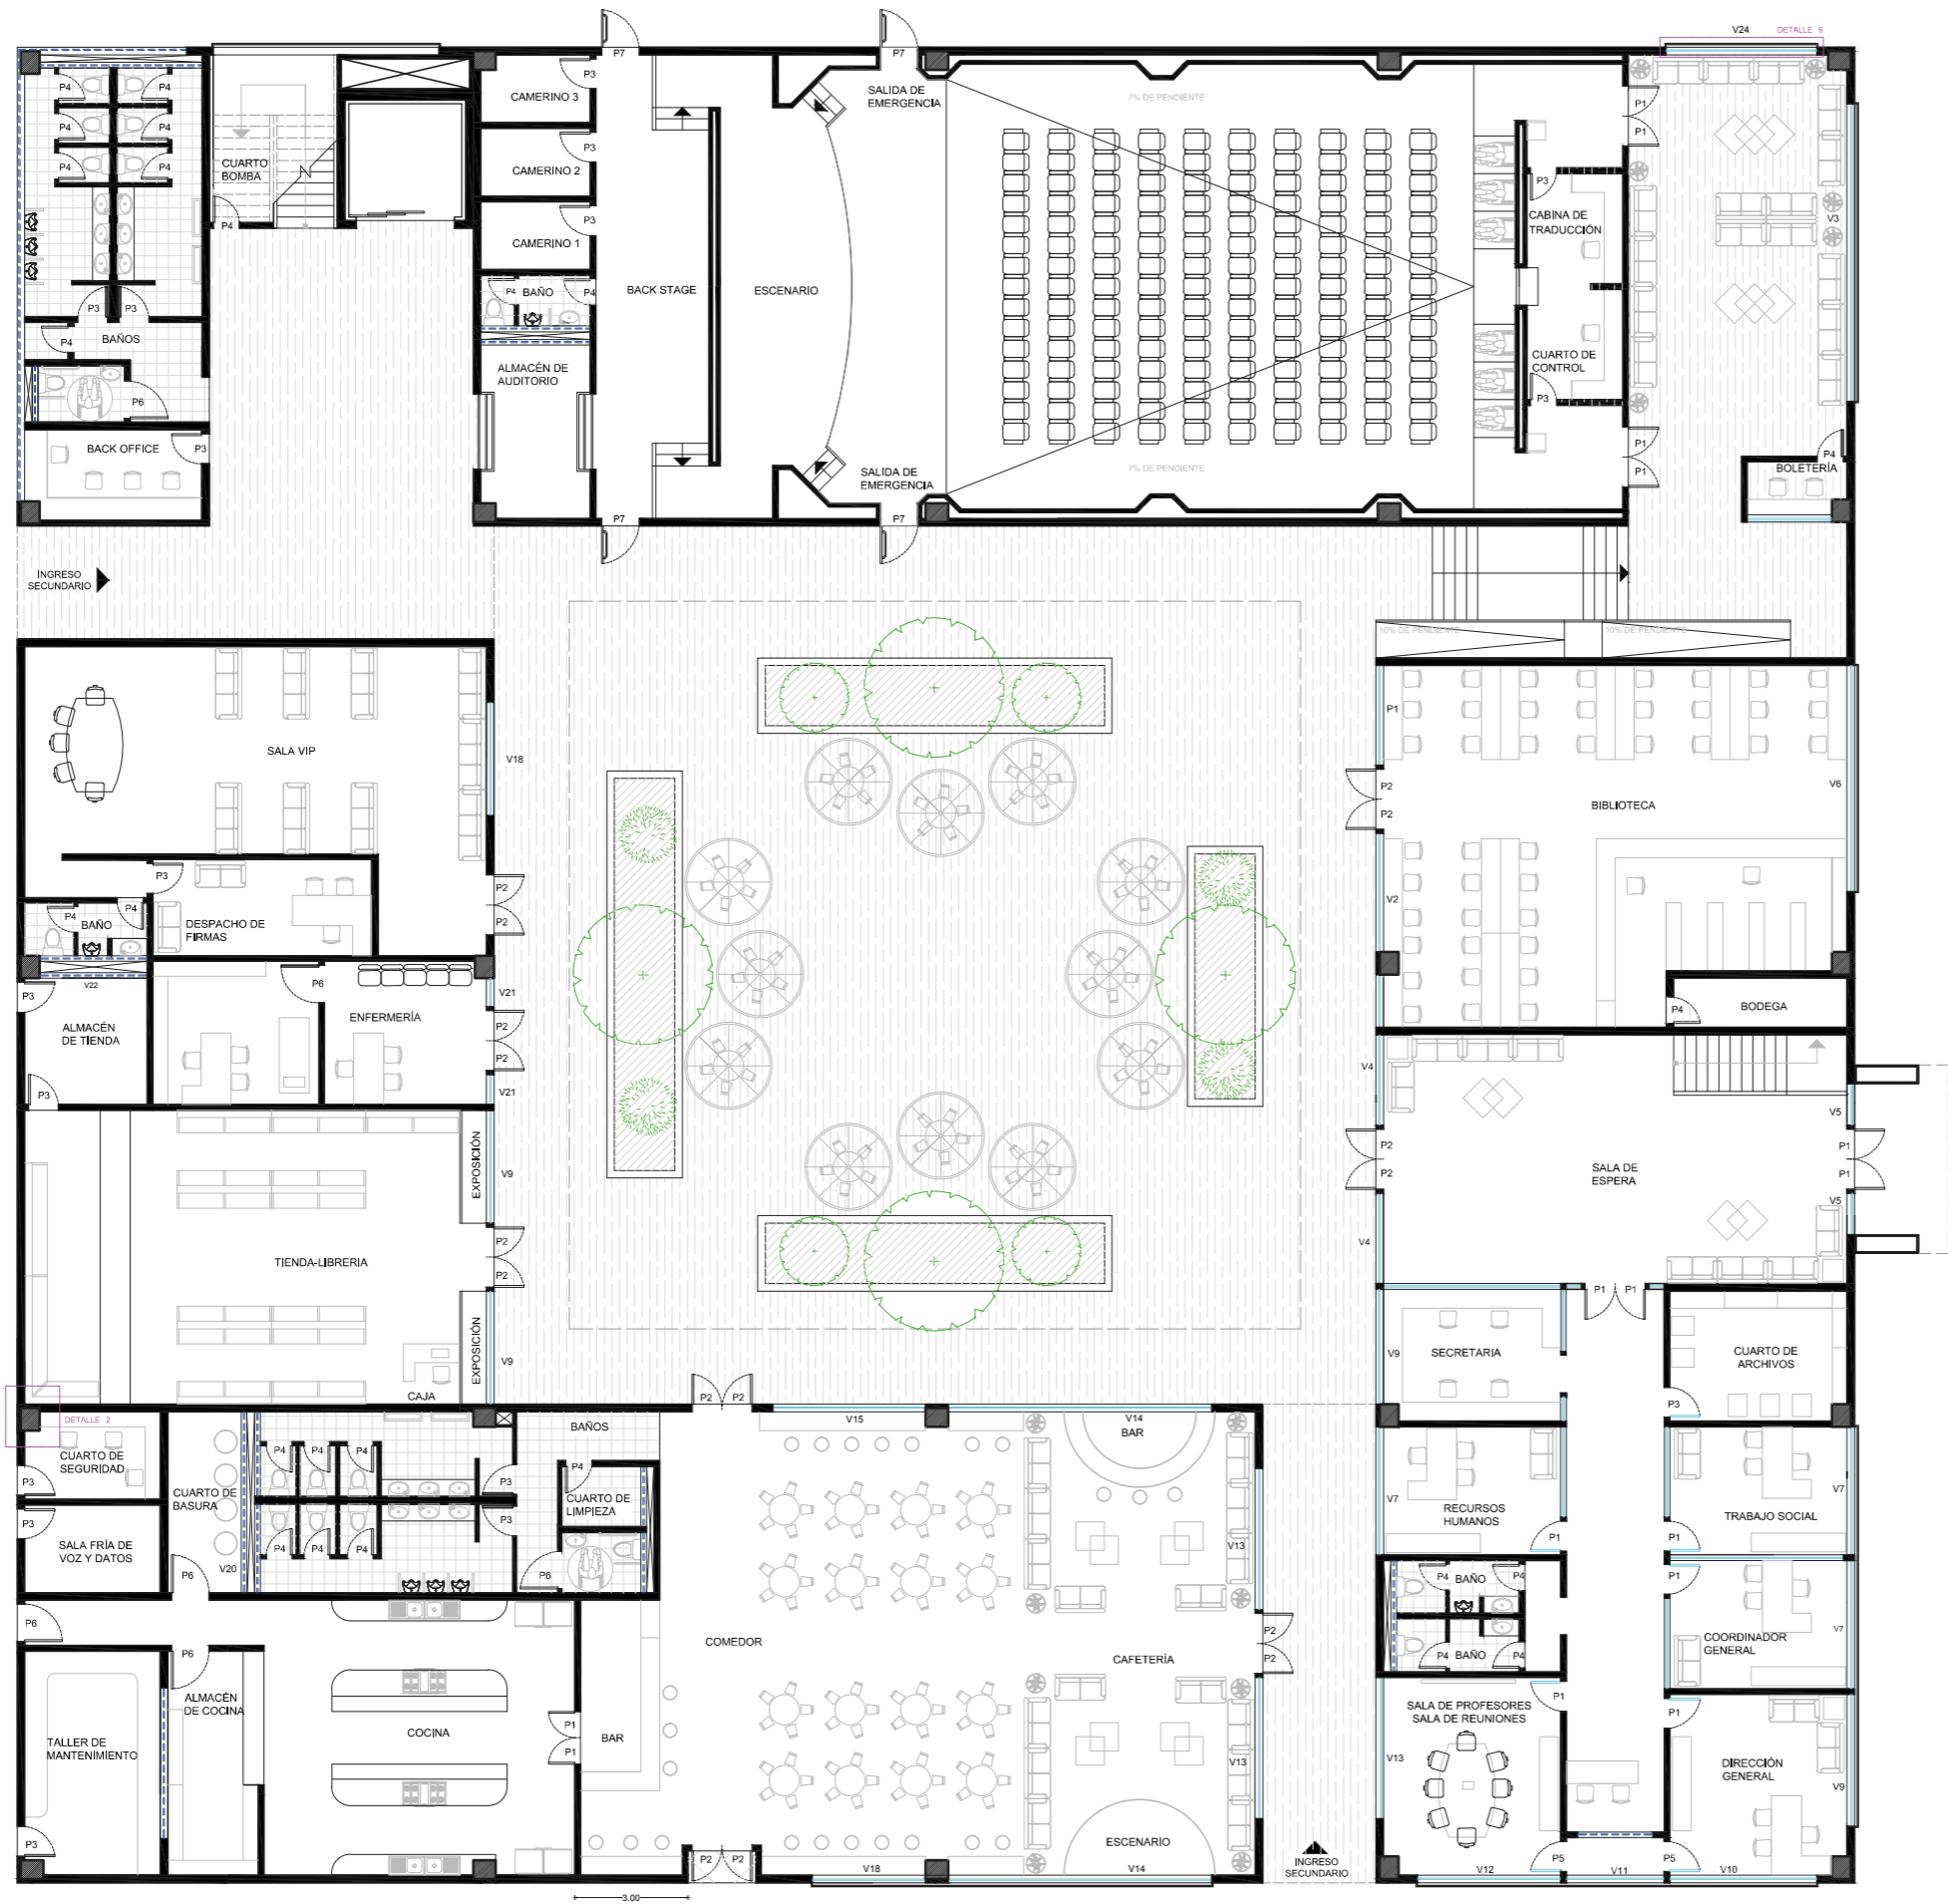 V24
DETALLE 6
P7
P7
P3
CAMERINO 3
SALIDA DE
EMERGENCIA
7% DE PENDIENTE
P4
P4
P4
P4
P4
P4
P1
P1
CUARTO
BOMBA
P3
CAMERINO 2
P3
CABINA DE
TRADUCCIÓN
V3
P4
P3
CAMERINO 1
P4
BAÑO
P4
BACK STAGE
ESCENARIO
P3
P3
BAÑOS
P4
ALMACÉN DE
AUDITORIO
CUARTO DE
CONTROL
P6
P3
BACK OFFICE
P3
P1
P1
P4
BOLETERÍA
SALIDA DE
EMERGENCIA
7% DE PENDIENTE
P7
P7
INGRESO
SECUNDARIO
10% DE PENDIENTE
10% DE PENDIENTE
P1
SALA VIP
V18
P2
P2
BIBLIOTECA
V6
P3
P2
P2
V2
P4
P4
BAÑO
DESPACHO DE
FIRMAS
V22
P3
P6
V21
ENFERMERÍA
ALMACÉN
DE TIENDA
P2
P2
P4
BODEGA
V4
V21
P3
V5
EXPOSICIÓN
V9
P2
P2
P1
P1
SALA DE
ESPERA
V5
P2
P2
V4
TIENDA-LIBRERIA
P1
P1
EXPOSICIÓN
V9
V9
SECRETARIA
CUARTO DE
ARCHIVOS
CAJA
P2
P2
P3
DETALLE 2
BAÑOS
V15
V14
BAR
CUARTO DE
SEGURIDAD
P4
P4
P4
P4
P3
P3
CUARTO DE
BASURA
CUARTO DE
LIMPIEZA
V7
RECURSOS
HUMANOS
V7
TRABAJO SOCIAL
P3
P3
P1
P1
SALA FRÍA DE
VOZ Y DATOS
V20
P4
P4
P4
V13
P6
P6
P4
BAÑO
P4
P1
P6
COMEDOR
CAFETERÍA
P2
P2
COORDINADOR
GENERAL
V7
P6
P4
BAÑO
P4
ALMACÉN
DE COCINA
SALA DE PROFESORES
SALA DE REUNIONES
P1
P1
COCINA
P1
P1
BAR
TALLER DE
MANTENIMIENTO
V13
V13
DIRECCIÓN
GENERAL
V9
P3
ESCENARIO
P2
P2
V18
V14
INGRESO
SECUNDARIO
P5
P5
V12
V11
V10
3.00